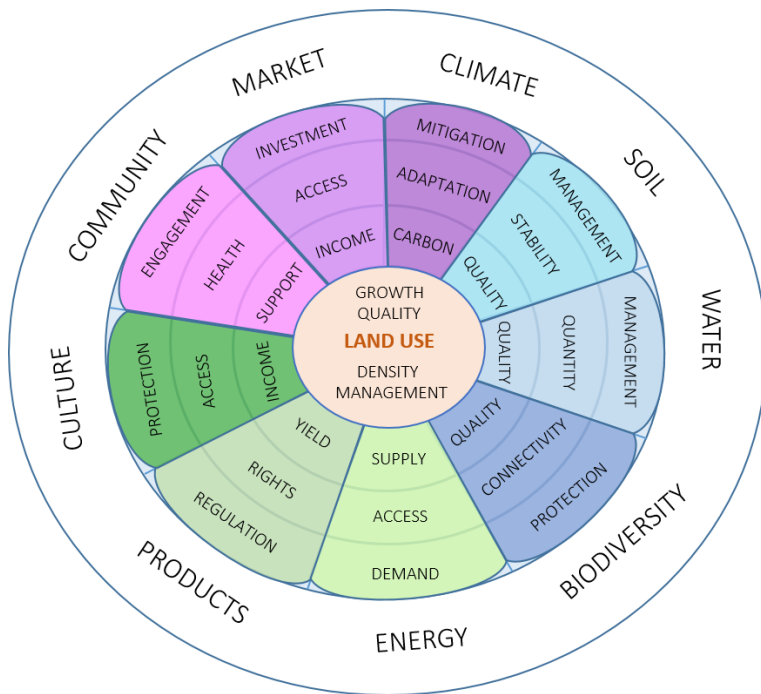 MARKET
CLIMATE
SOIL
WATER
BIODIVERSITY
ENERGY
PRODUCTS
CULTURE
COMMUNITY
INVESTMENT
ACCESS
INCOME
MITIGATION
ADAPTATION
CARBON
MANAGEMENT
STABILITY
QUALITY
MANAGEMENT
QUANTITY
QUALITY
PROTECTION
CONNECTIVITY
QUALITY
DEMAND
ACCESS
SUPPLY
REGULATION
RIGHTS
YIELD
PROTECTION
ACCESS
INCOME
ENGAGEMENT
HEALTH
SUPPORT
GROWTH
QUALITY
LAND USE
DENSITY
MANAGEMENT